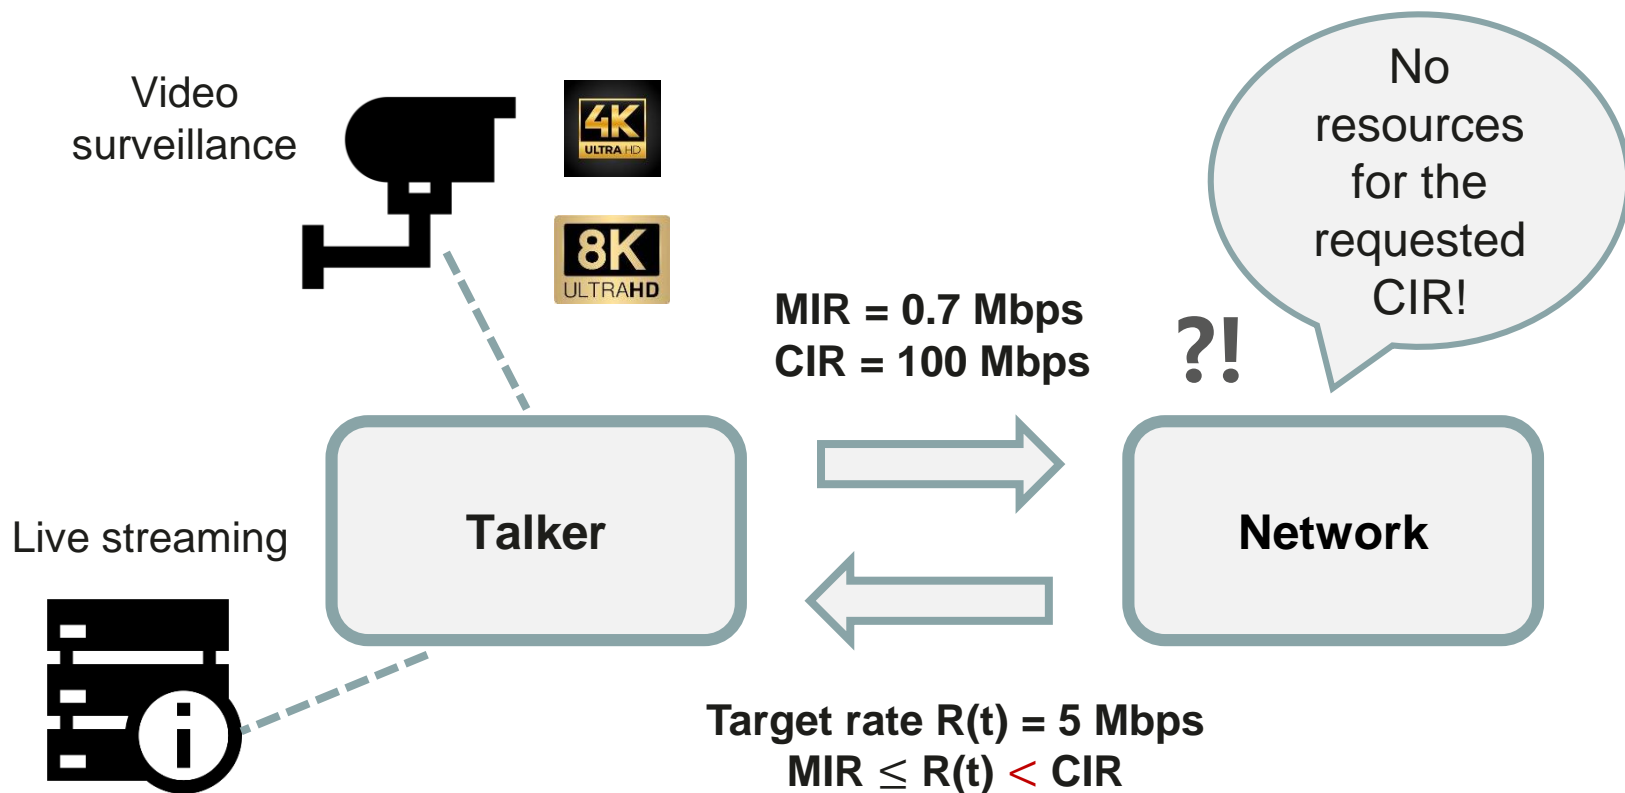 Video
surveillance
4K
ULTRA HD
8K
ULTRAHD
No
resources
for the
requested
CIR!
MIR = 0.7 Mbps
CIR = 100 Mbps
?!
Talker
Network
Live streaming
i
Target rate R(t) = 5 Mbps
MIR ≤ R(t) < CIR